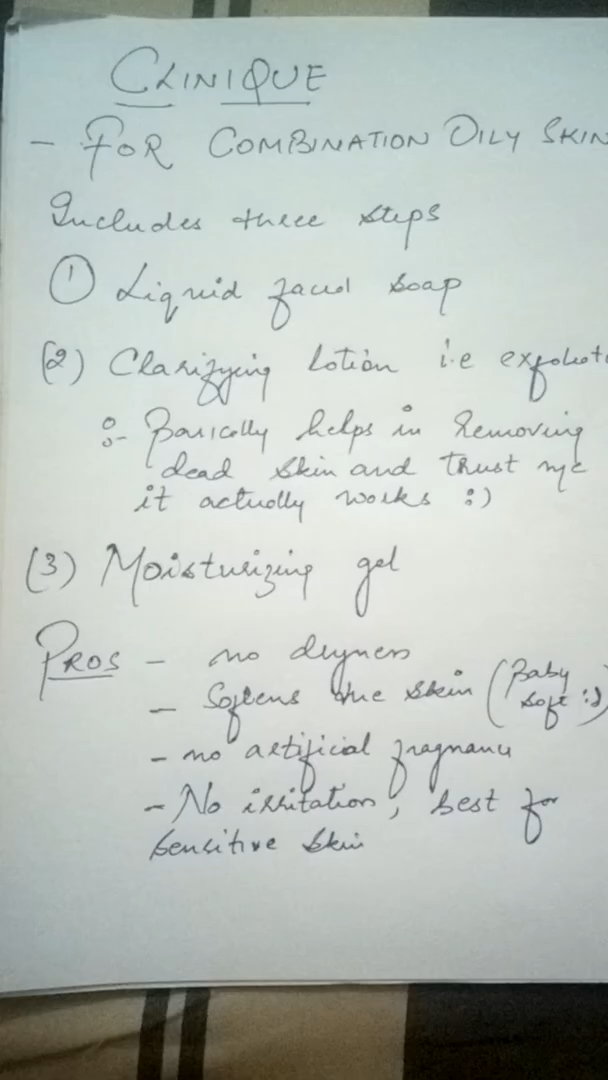 CLINIQUE
- FOR COMBINATION OILY SKIN
Includes three steps
① Liquid facial soap
(2) Clarifying lotion i.e
:- Basically helps in removing
dead skin and trust me
it actually works :)
(3) Moisturizing gel
PROS - no dryness
- Softens the skin (Baby soft :)
- no artificial fragnance
- No irritation, best for
sensitive skin